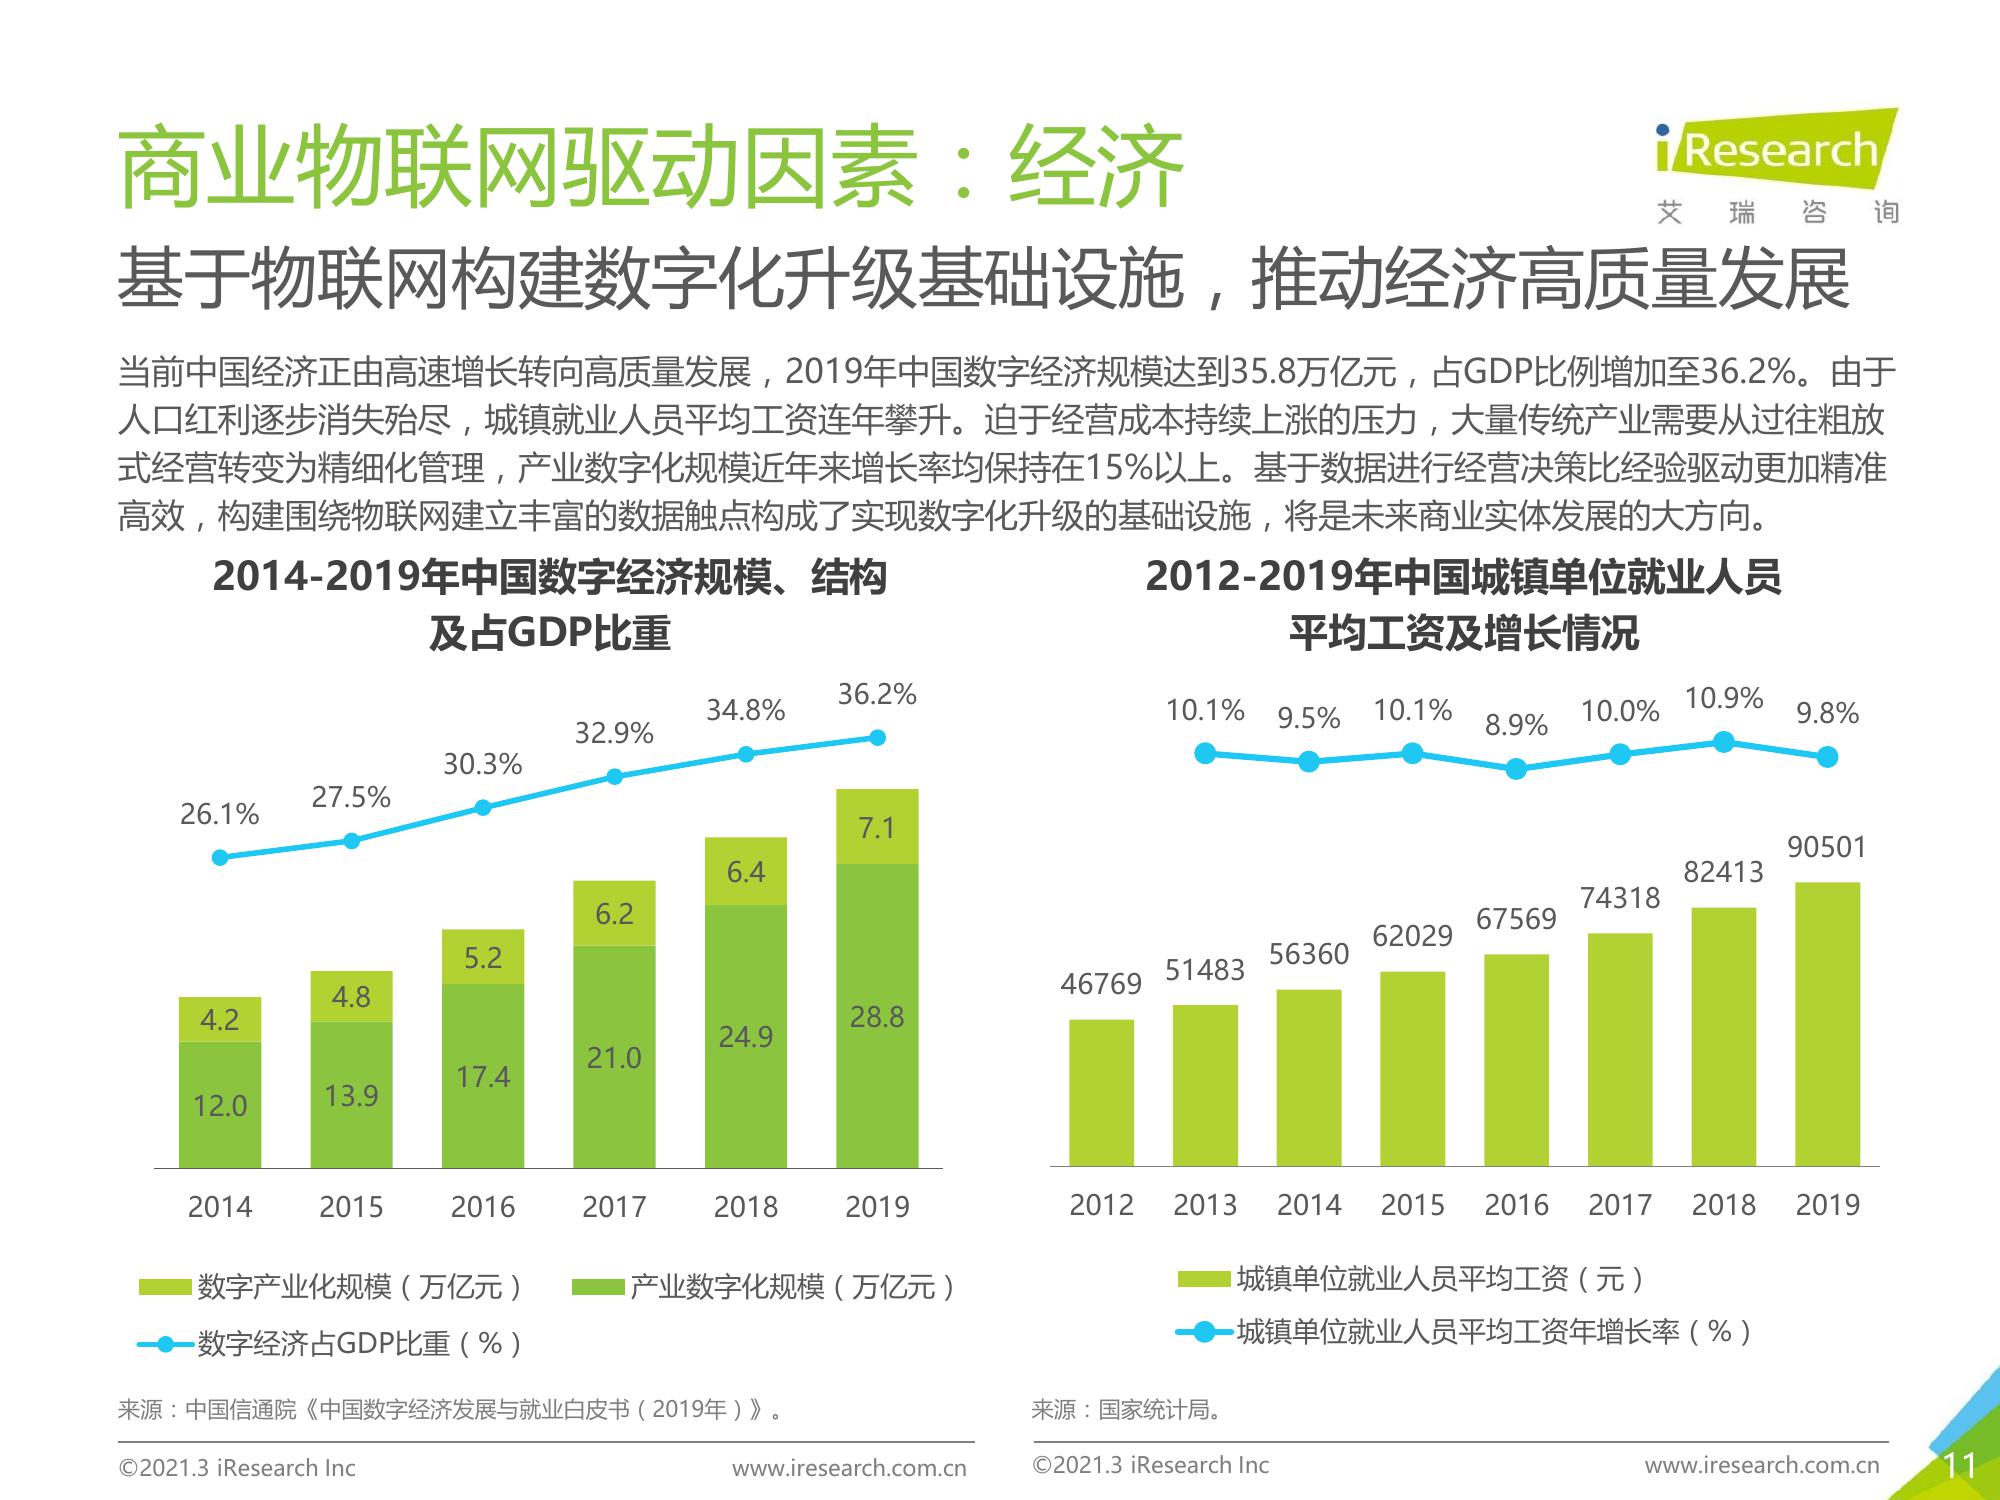 商业物联网驱动因素：经济
iResearch
艾瑞咨询
基于物联网构建数字化升级基础设施，推动经济高质量发展
当前中国经济正由高速增长转向高质量发展，2019年中国数字经济规模达到35.8万亿元，占GDP比例增加至36.2%。由于
人口红利逐步消失殆尽，城镇就业人员平均工资连年攀升。迫于经营成本持续上涨的压力，大量传统产业需要从过往粗放
式经营转变为精细化管理，产业数字化规模近年来增长率均保持在15%以上。基于数据进行经营决策比经验驱动更加精准
高效，构建围绕物联网建立丰富的数据触点构成了实现数字化升级的基础设施，将是未来商业实体发展的大方向。
2014-2019年中国数字经济规模、结构
及占GDP比重
26.1% 27.5% 30.3% 32.9% 34.8% 36.2%
4.2 4.8 5.2 6.2 6.4 7.1
12.0 13.9 17.4 21.0 24.9 28.8
2014 2015 2016 2017 2018 2019
数字产业化规模（万亿元） 产业数字化规模（万亿元）
数字经济占GDP比重（%）
来源：中国信通院《中国数字经济发展与就业白皮书（2019年）》。
©2021.3 iResearch Inc www.iresearch.com.cn
2012-2019年中国城镇单位就业人员
平均工资及增长情况
10.1% 9.5% 10.1% 8.9% 10.0% 10.9% 9.8%
46769 51483 56360 62029 67569 74318 82413 90501
2012 2013 2014 2015 2016 2017 2018 2019
城镇单位就业人员平均工资（元）
城镇单位就业人员平均工资年增长率（%）
来源：国家统计局。
©2021.3 iResearch Inc www.iresearch.com.cn
11